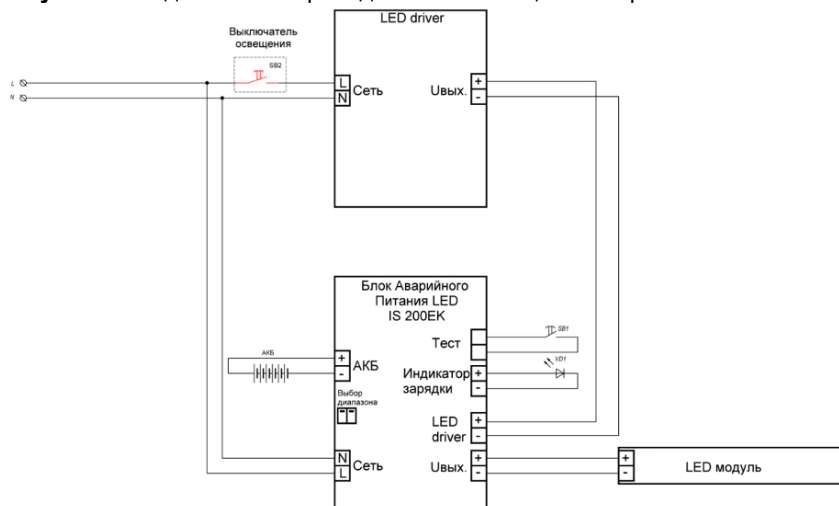 LED driver
Выключатель
освещения
SB2
L
N
L
N
Сеть
Uвых.
+
-
Блок Аварийного
Питания LED
IS 200EK
Тест
SB1
АКБ
+
-
АКБ
Индикатор
зарядки
+
-
VD1
Выбор
диапазона
LED
driver
+
-
N
L
Сеть
Uвых.
+
-
+
-
LED модуль